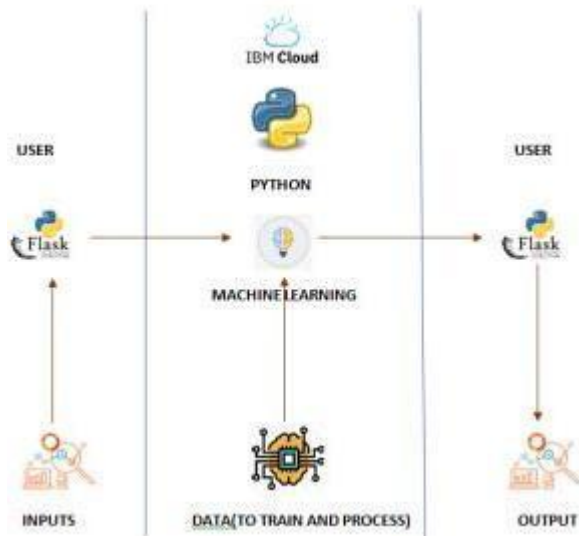 IBM Cloud
USER
USER
PYTHON
Flask
Flask
MACHINE LEARNING
INPUTS
DATA(TO TRAIN AND PROCESS)
OUTPUT